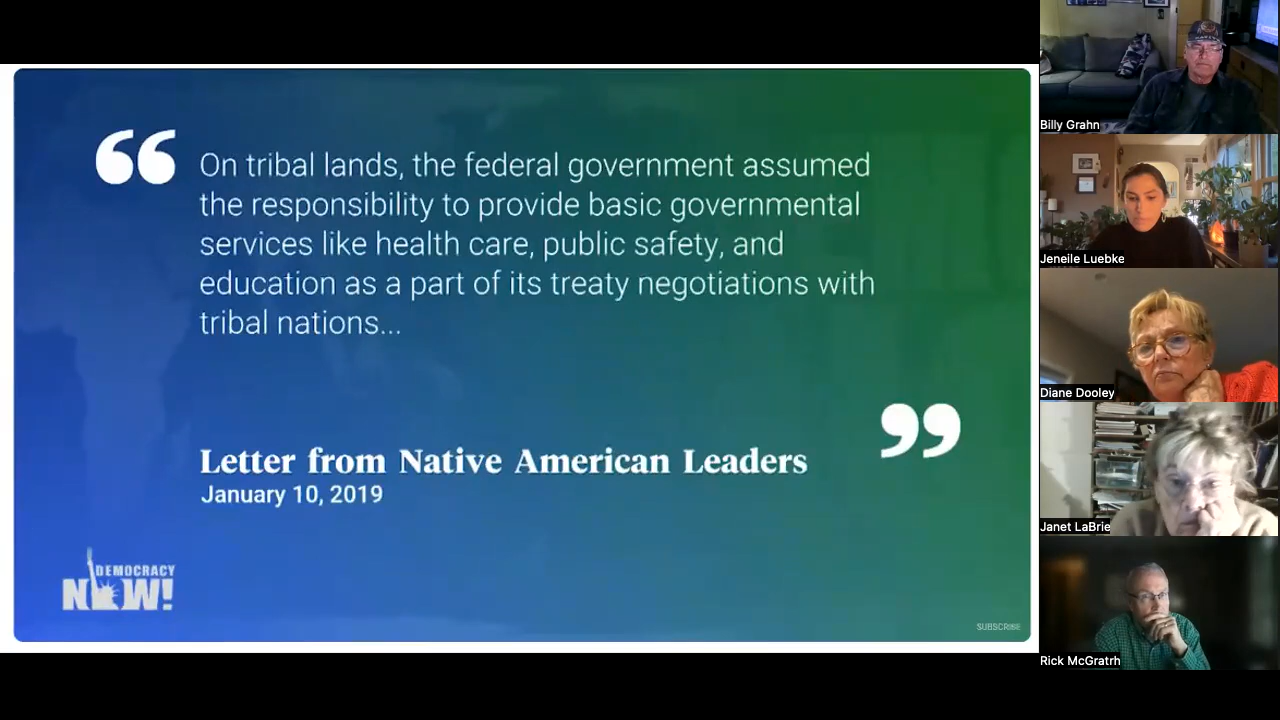 On tribal lands, the federal government assumed
the responsibility to provide basic governmental
services like health care, public safety, and
education as a part of its treaty negotiations with
tribal nations...
Letter from Native American Leaders
January 10, 2019
DEMOCRACY
NOW!
SUBSCRIBE
Billy Grahn
Jeneile Luebke
Diane Dooley
Janet LaBrie
Rick McGratrh